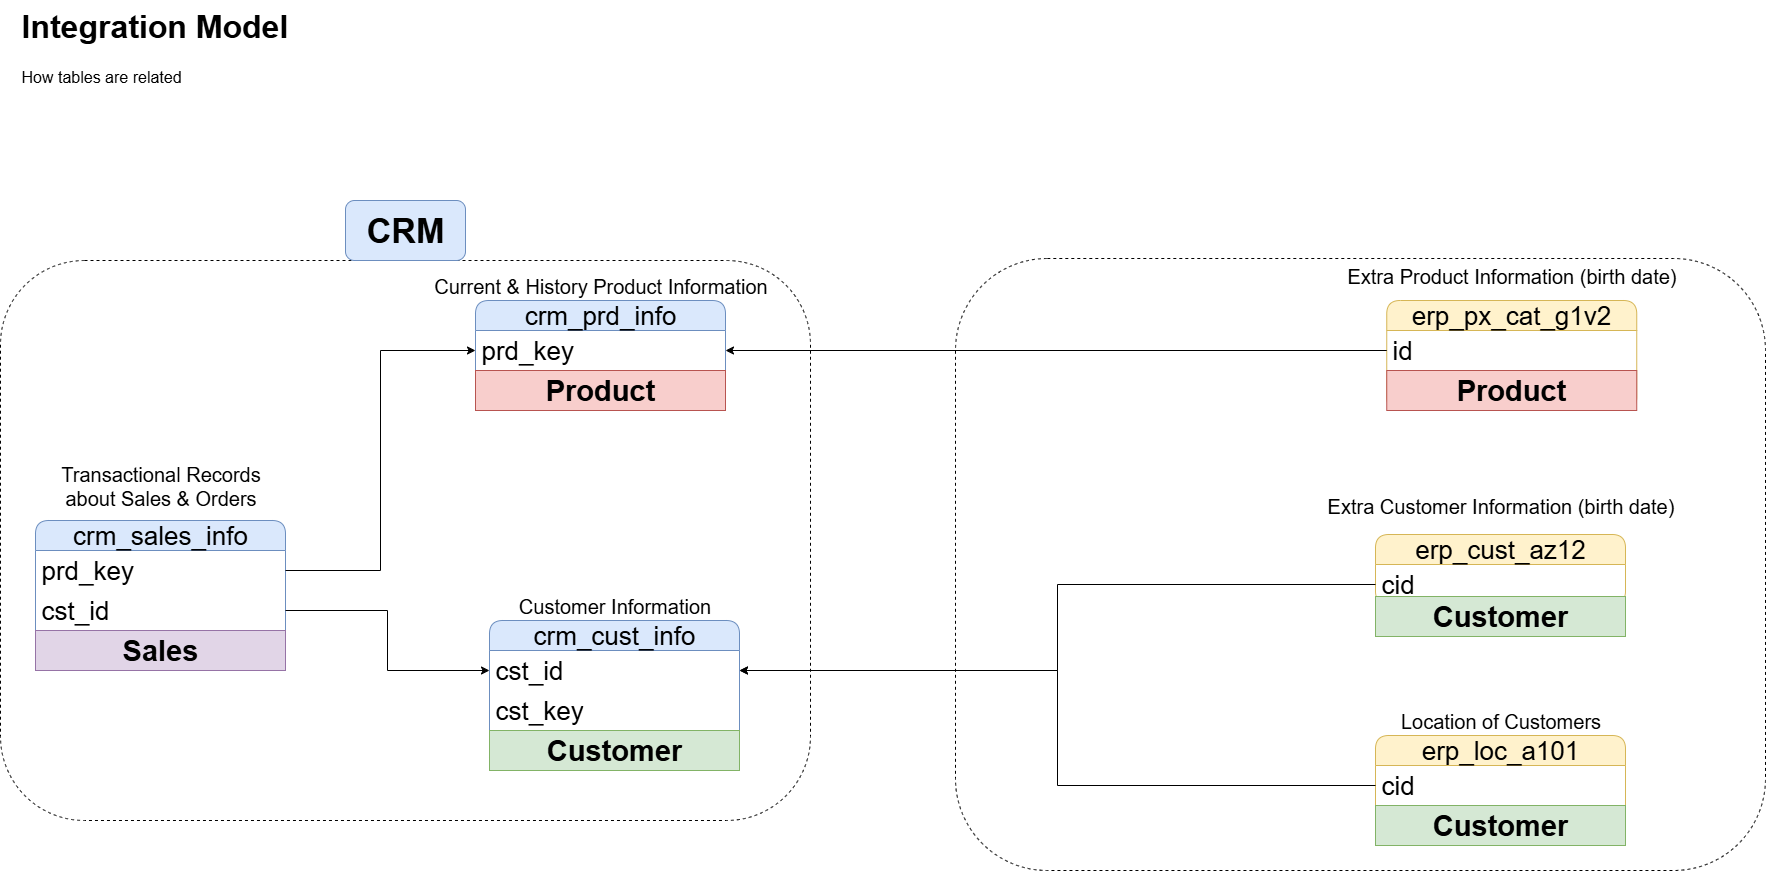 Integration Model
How tables are related
CRM
Current & History Product Information
crm_prd_info
prd_key
Product
Transactional Records
about Sales & Orders
crm_sales_info
prd_key
cst_id
Sales
Customer Information
crm_cust_info
cst_id
cst_key
Customer
Extra Product Information (birth date)
erp_px_cat_g1v2
id
Product
Extra Customer Information (birth date)
erp_cust_az12
cid
Customer
Location of Customers
erp_loc_a101
cid
Customer